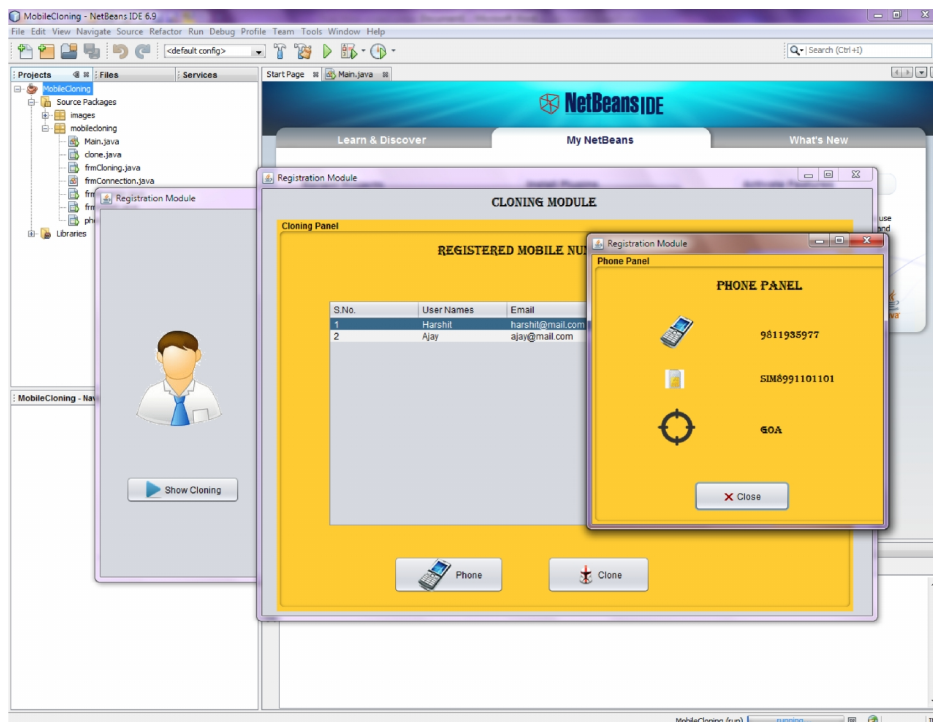 MobileCloning - NetBeans IDE 6.9
File Edit View Navigate Source Refactor Run Debug Profile Team Tools Window Help
<default config>
Search (Ctrl+I)
Projects Files Services
Start Page Main.java
MobileCloning
Source Packages
images
mobilecloning
Main.java
clone.java
frmCloning.java
frmConnection.java
Libraries
NetBeans IDE
Learn & Discover My NetBeans What's New
Registration Module
Show Cloning
Registration Module
CLONING MODULE
Cloning Panel
REGISTERED MOBILE
S.No. User Names Email
1 Harshit harshit@mail.com
2 Ajay ajay@mail.com
Phone Clone
Registration Module
Phone Panel
PHONE PANEL
9811935977
SIM8991101101
GOA
Close
MobileCloning - Nav
MobileCloning (run) running